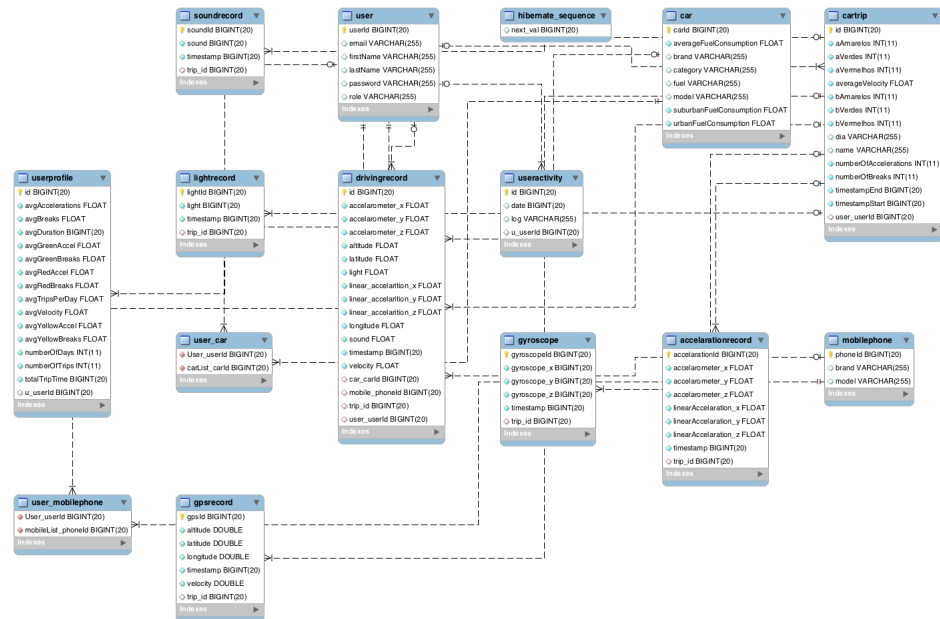 soundrecord
soundId BIGINT(20)
sound BIGINT(20)
timestamp BIGINT(20)
trip_id BIGINT(20)
Indexes
user
userId BIGINT(20)
email VARCHAR(255)
firstName VARCHAR(255)
lastName VARCHAR(255)
password VARCHAR(255)
role VARCHAR(255)
Indexes
hibernate_sequence
next_val BIGINT(20)
Indexes
car
carId BIGINT(20)
averageFuelConsumption FLOAT
brand VARCHAR(255)
category VARCHAR(255)
fuel VARCHAR(255)
model VARCHAR(255)
suburbanFuelConsumption FLOAT
urbanFuelConsumption FLOAT
Indexes
cartrip
id BIGINT(20)
aAmarelos INT(11)
aVerdes INT(11)
aVermelhos INT(11)
averageVelocity FLOAT
bAmarelos INT(11)
bVerdes INT(11)
bVermelhos INT(11)
dia VARCHAR(255)
name VARCHAR(255)
numberOfAccelerations INT(11)
numberOfBreaks INT(11)
timestampEnd BIGINT(20)
timestampStart BIGINT(20)
user_userId BIGINT(20)
Indexes
userprofile
id BIGINT(20)
avgAccelerations FLOAT
avgBreaks FLOAT
avgDuration BIGINT(20)
avgGreenAccel FLOAT
avgGreenBreaks FLOAT
avgRedAccel FLOAT
avgRedBreaks FLOAT
avgTripsPerDay FLOAT
avgVelocity FLOAT
avgYellowAccel FLOAT
avgYellowBreaks FLOAT
numberOfDays INT(11)
numberOfTrips INT(11)
totalTripTime BIGINT(20)
u_userId BIGINT(20)
Indexes
lightrecord
lightId BIGINT(20)
light BIGINT(20)
timestamp BIGINT(20)
trip_id BIGINT(20)
Indexes
drivingrecord
id BIGINT(20)
accelarometer_x FLOAT
accelarometer_y FLOAT
accelarometer_z FLOAT
altitude FLOAT
latitude FLOAT
light FLOAT
linear_accelarition_x FLOAT
linear_accelarition_y FLOAT
linear_accelarition_z FLOAT
longitude FLOAT
sound FLOAT
timestamp BIGINT(20)
velocity FLOAT
car_carId BIGINT(20)
mobile_phoneId BIGINT(20)
trip_id BIGINT(20)
user_userId BIGINT(20)
Indexes
useractivity
id BIGINT(20)
date BIGINT(20)
log VARCHAR(255)
u_userId BIGINT(20)
Indexes
user_car
User_userId BIGINT(20)
carList_carId BIGINT(20)
Indexes
gyroscope
gyroscopeId BIGINT(20)
gyroscope_x BIGINT(20)
gyroscope_y BIGINT(20)
gyroscope_z BIGINT(20)
timestamp BIGINT(20)
trip_id BIGINT(20)
Indexes
accelarationrecord
accelarationId BIGINT(20)
accelarometer_x FLOAT
accelarometer_y FLOAT
accelarometer_z FLOAT
linearAccelaration_x FLOAT
linearAccelaration_y FLOAT
linearAccelaration_z FLOAT
timestamp BIGINT(20)
trip_id BIGINT(20)
Indexes
mobilephone
phoneId BIGINT(20)
brand VARCHAR(255)
model VARCHAR(255)
Indexes
user_mobilephone
User_userId BIGINT(20)
mobileList_phoneId BIGINT(20)
Indexes
gpsrecord
gpsId BIGINT(20)
altitude DOUBLE
latitude DOUBLE
longitude DOUBLE
timestamp BIGINT(20)
velocity DOUBLE
trip_id BIGINT(20)
Indexes